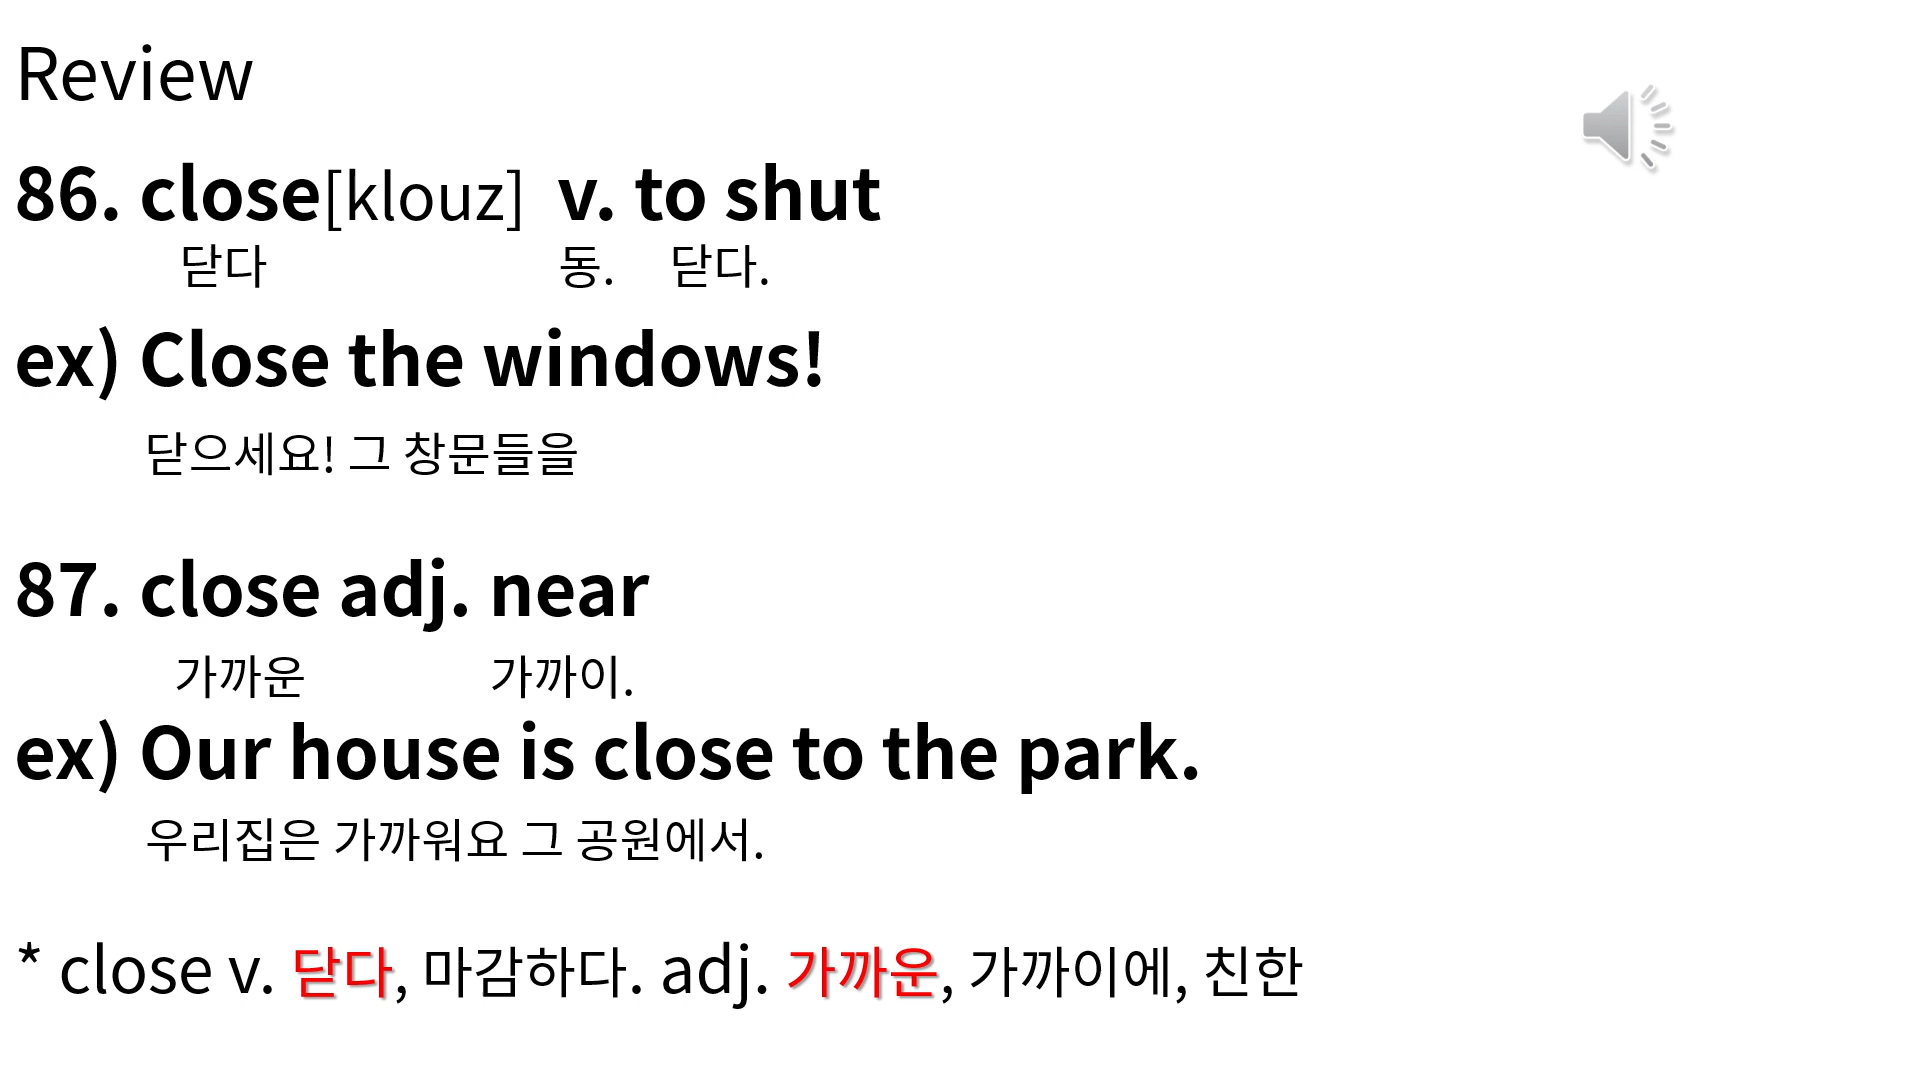 Review
86. close[klouz] v. to shut
닫다 동. 닫다.
ex) Close the windows!
닫으세요! 그 창문들을
87. close adj. near
가까운 가까이.
ex) Our house is close to the park.
우리집은 가까워요 그 공원에서.
* close v. 닫다, 마감하다. adj. 가까운, 가까이에, 친한